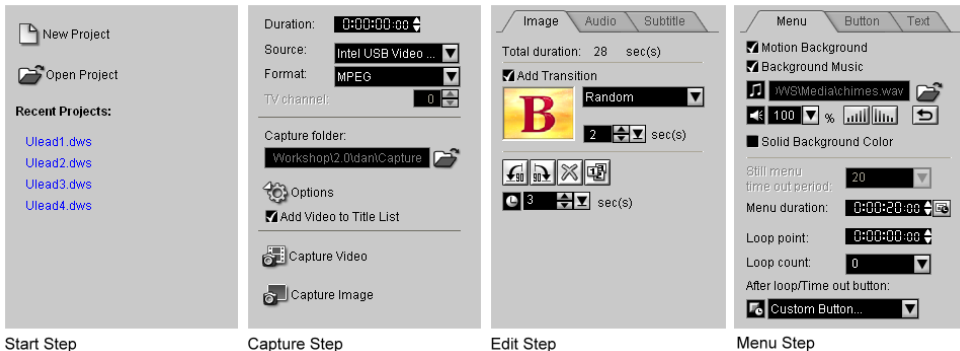 New Project
Open Project
Recent Projects:
Ulead1.dws
Ulead2.dws
Ulead3.dws
Ulead4.dws
Start Step
Duration: 0:00:00:00
Source: Intel USB Video ...
Format: MPEG
TV channel: 0
Capture folder:
Workshop\2.0\dan\Capture
Options
Add Video to Title List
Capture Video
Capture Image
Capture Step
Image Audio Subtitle
Total duration: 28 sec(s)
Add Transition
B Random
2 sec(s)
90 90
3 sec(s)
Edit Step
Menu Button Text
Motion Background
Background Music
\Media\chimes.wav
100 %
Solid Background Color
Still menu
time out period: 20
Menu duration: 0:00:20:00
Loop point: 0:00:00:00
Loop count: 0
After loop/Time out button:
Custom Button...
Menu Step